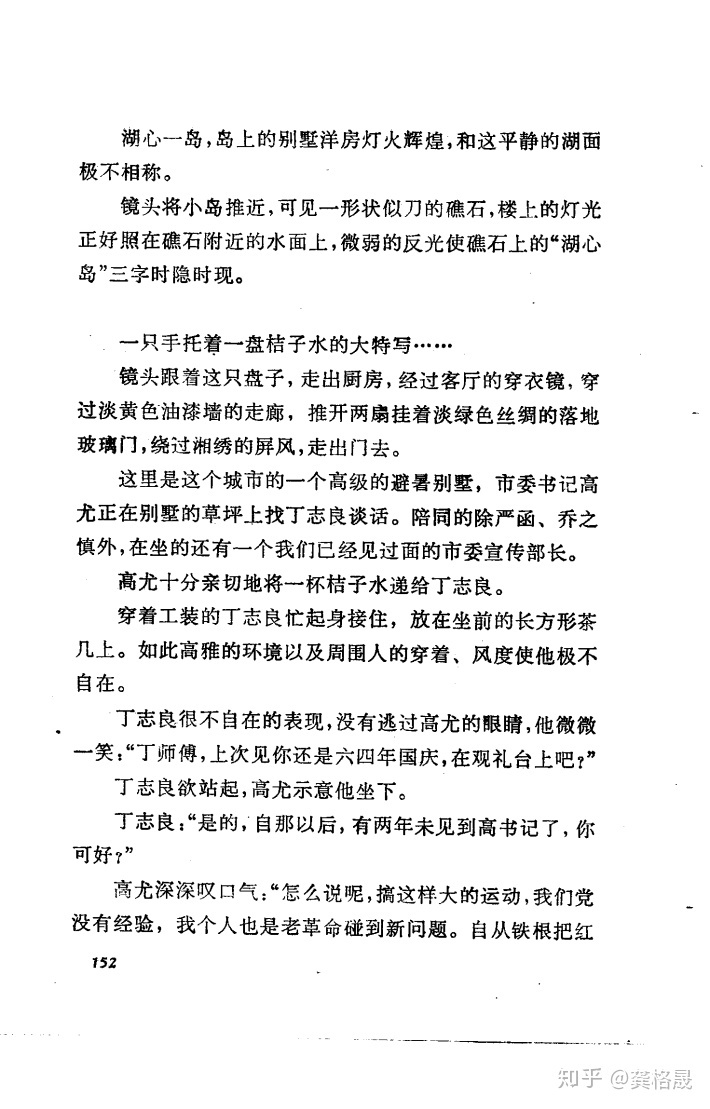 湖心一岛，岛上的别墅洋房灯火辉煌，和这平静的湖面
极不相称。
镜头将小岛推近，可见一形状似刀的礁石，楼上的灯光
正好照在礁石附近的水面上，微弱的反光使礁石上的“湖心
岛”三字时隐时现。
一只手托着一盘桔子水的大特写……
镜头跟着这只盘子，走出厨房，经过客厅的穿衣镜，穿
过淡黄色油漆墙的走廊，推开两扇挂着淡绿色丝绸的落地
玻璃门，绕过湘绣的屏风，走出门去。
这里是这个城市的一个高级的避暑别墅，市委书记高
尤正在别墅的草坪上找丁志良谈话。陪同的除严函、乔之
慎外，在坐的还有一个我们已经见过面的市委宣传部长。
高尤十分亲切地将一杯桔子水递给丁志良。
穿着工装的丁志良忙起身接住，放在坐前的长方形茶
几上。如此高雅的环境以及周围人的穿着、风度使他极不
自在。
丁志良很不自在的表现，没有逃过高尤的眼睛，他微微
一笑：“丁师傅，上次见你还是六四年国庆，在观礼台上吧？”
丁志良欲站起，高尤示意他坐下。
丁志良：“是的，自那以后，有两年未见到高书记了，你
可好？”
高尤深深叹口气：“怎么说呢，搞这样大的运动，我们党
没有经验，我个人也是老革命碰到新问题。自从铁根把红
152
知乎 @龚格晟